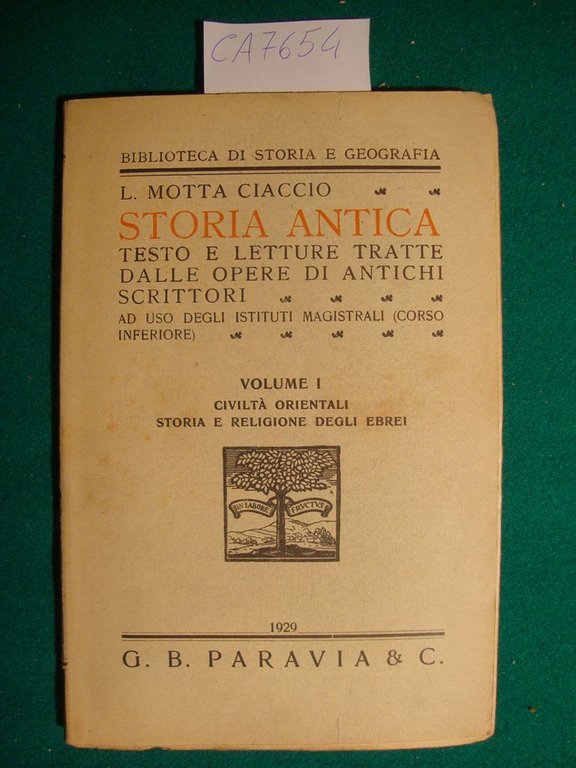 CA7654
BIBLIOTECA DI STORIA E GEOGRAFIA
L. MOTTA CIACCIO
STORIA ANTICA
TESTO E LETTURE TRATTE
DALLE OPERE DI ANTICHI
SCRITTORI
AD USO DEGLI ISTITUTI MAGISTRALI (CORSO
INFERIORE)
VOLUME I
CIVILTÀ ORIENTALI
STORIA E RELIGIONE DEGLI EBREI
IN LABORE FRVCTVS
1929
G. B. PARAVIA & C.